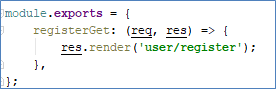 module.exports = {
    registerGet: (req, res) => {
        res.render('user/register');
    },
};